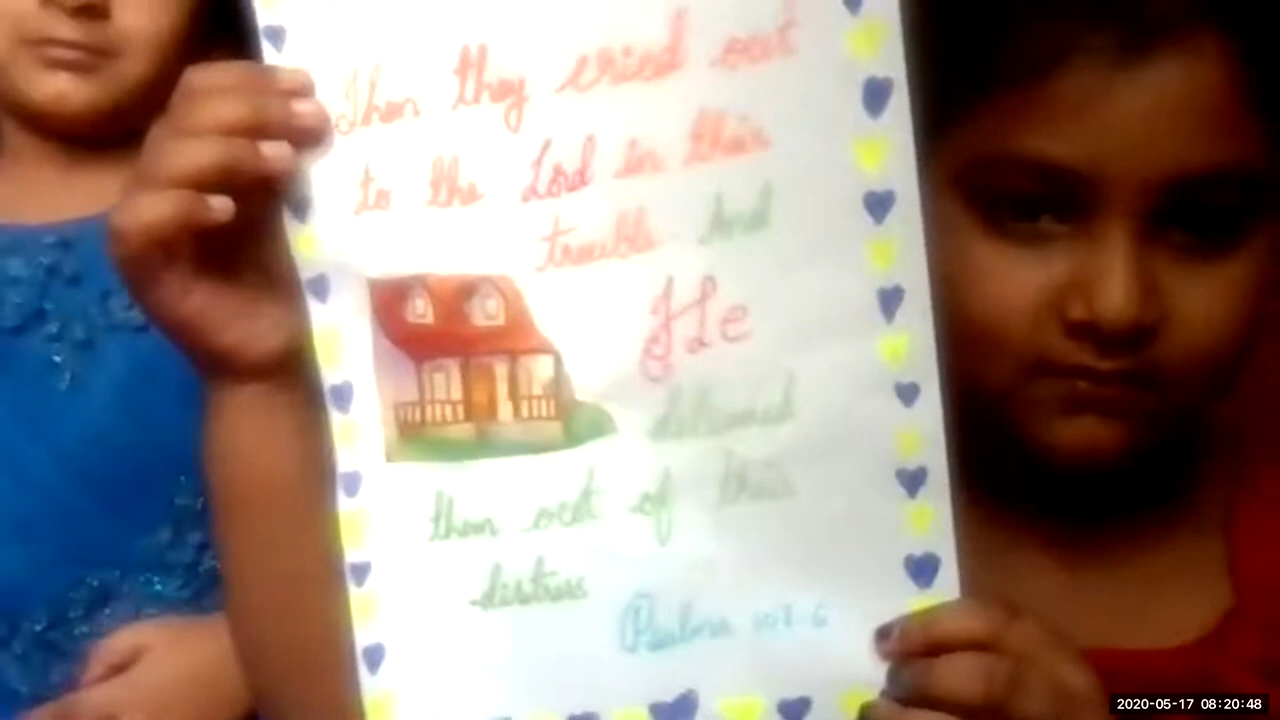 Then they cried out
to the Lord in their
trouble And
He
delivered
them out of their
distress
Psalms 107-6
2020-05-17 08:20:48